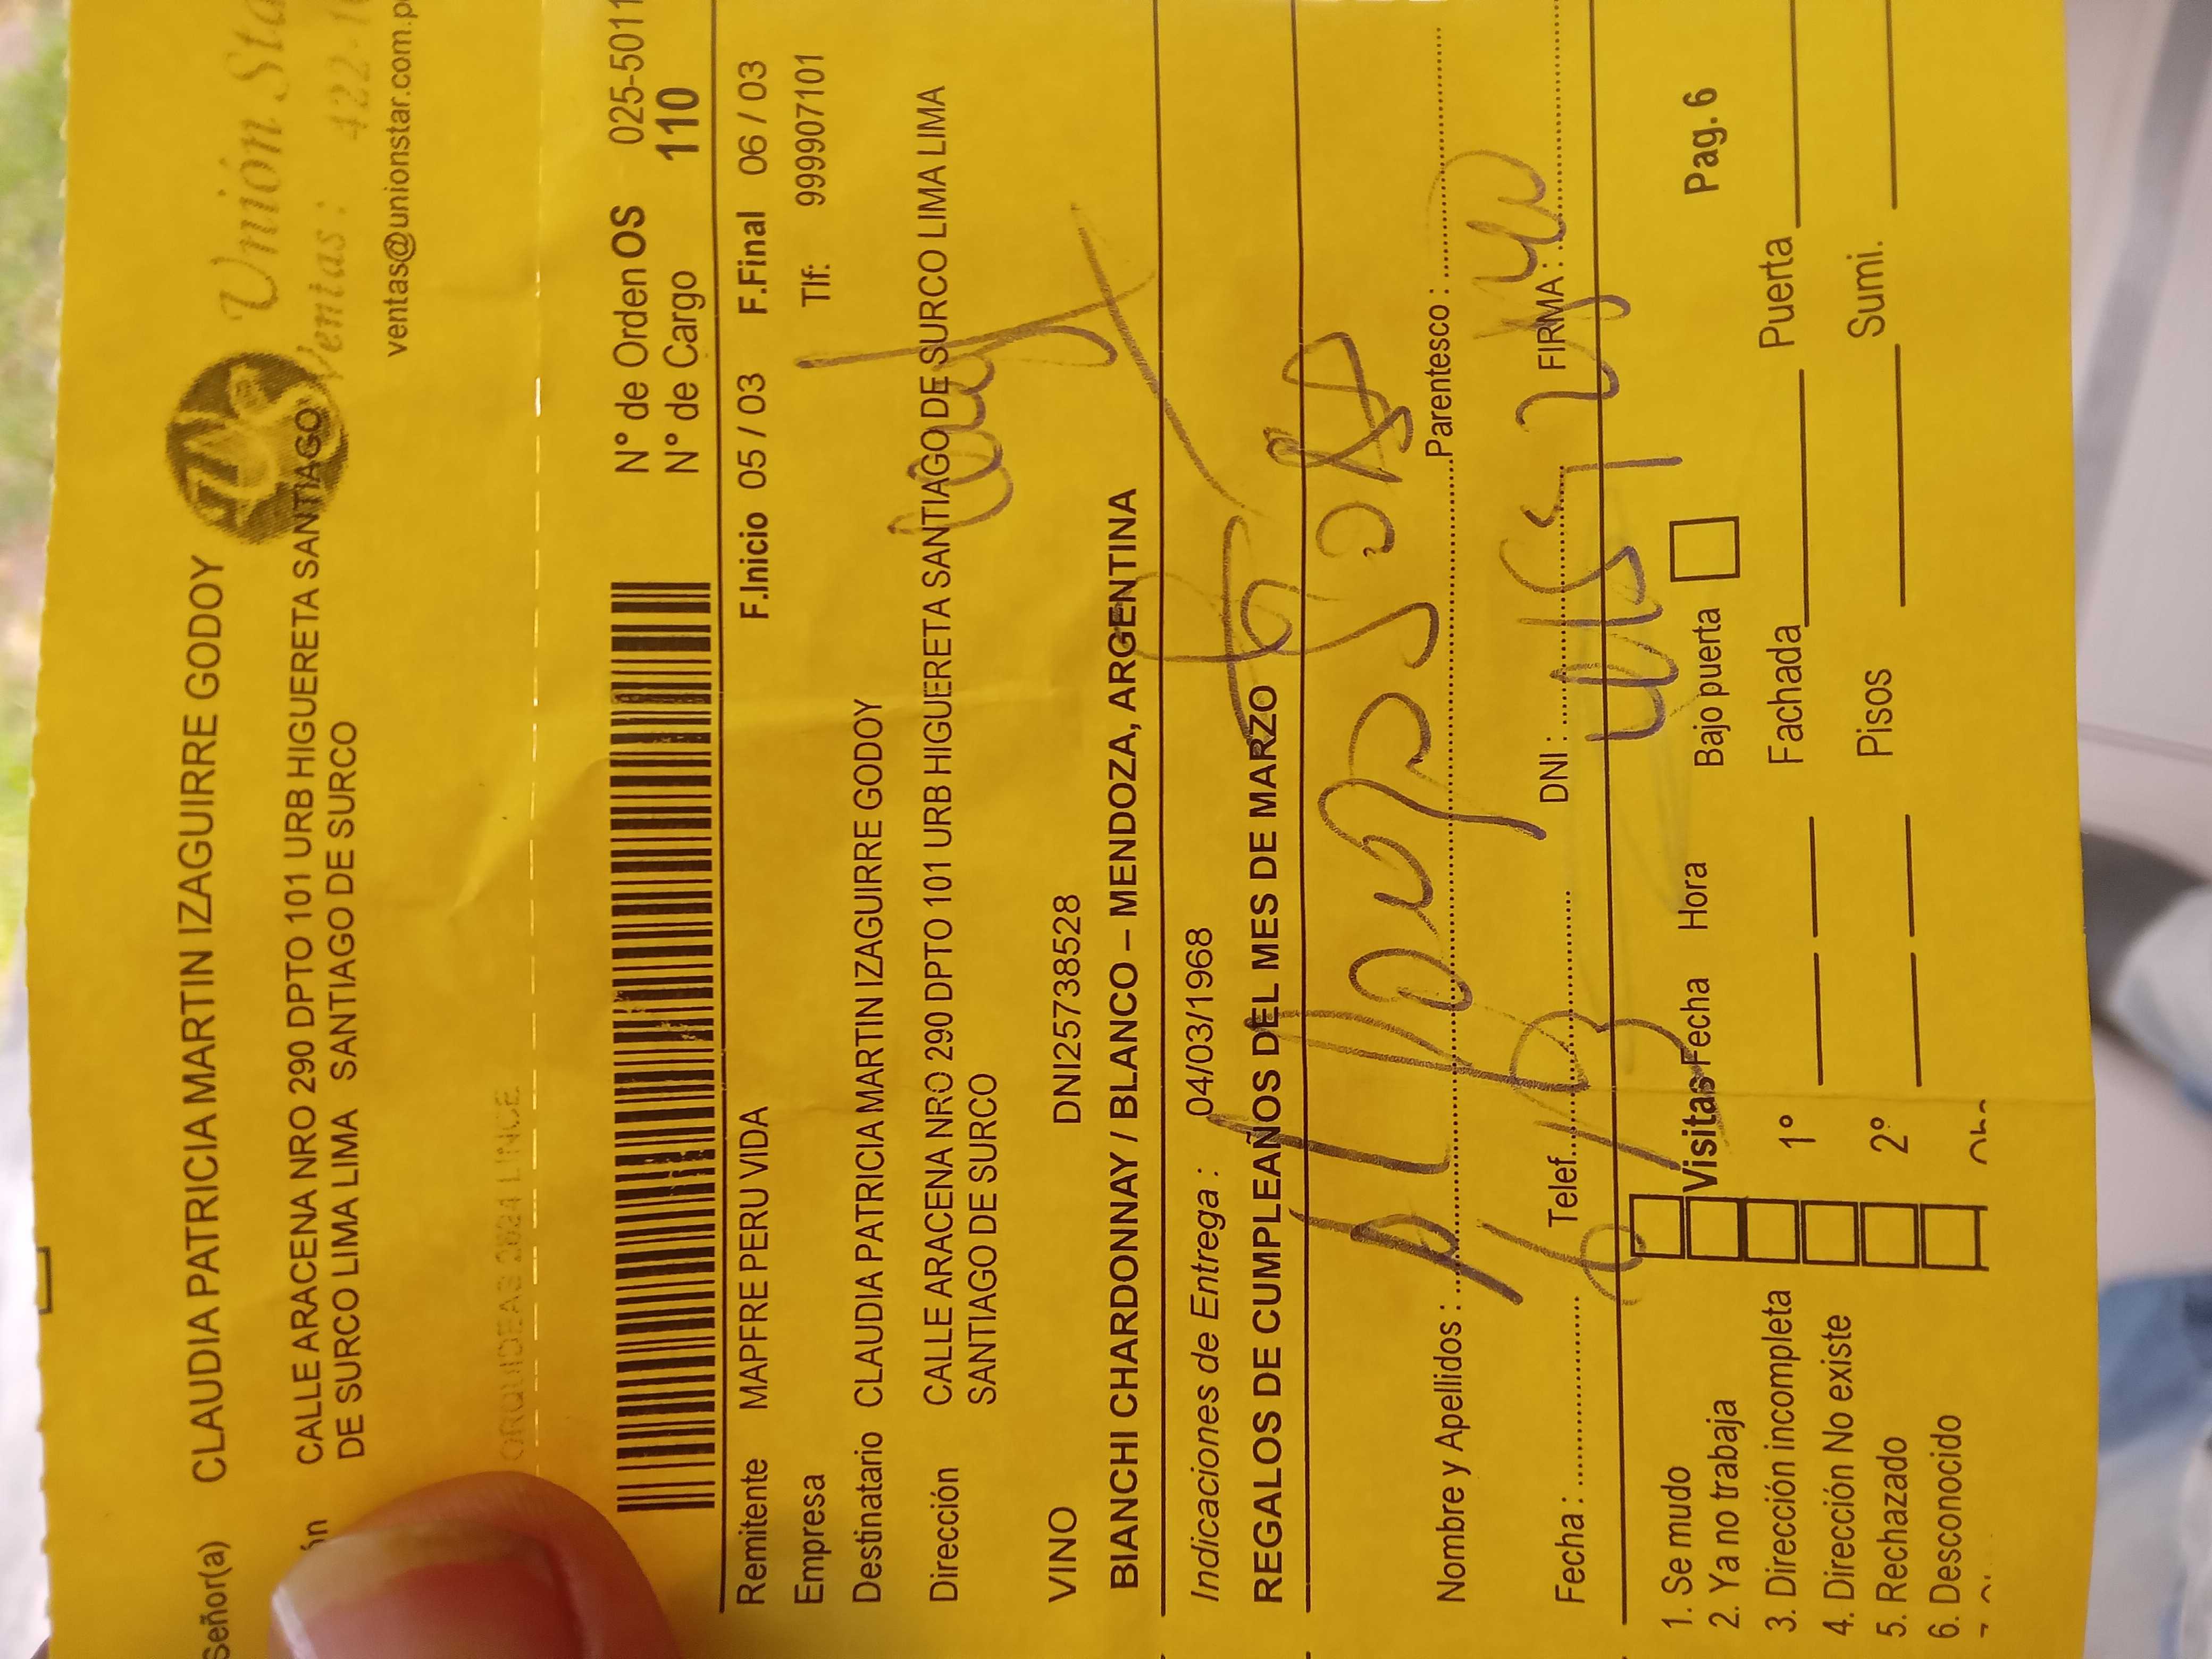 Señor(a) CLAUDIA PATRICIA MARTIN IZAGUIRRE GODOY
ón CALLE ARACENA NRO 290 DPTO 101 URB HIGUERETA SANTIAGO
DE SURCO LIMA LIMA SANTIAGO DE SURCO
Unión Sta
Ventas: 422-1
ventas@unionstar.com.p
ORQUIDEAS 2624 LINCE
N° de Orden OS 025-5011
N° de Cargo 110
Remitente MAPFRE PERU VIDA F.Inicio 05 / 03 F.Final 06 / 03
Empresa Tlf: 999907101
Destinatario CLAUDIA PATRICIA MARTIN IZAGUIRRE GODOY
Dirección CALLE ARACENA NRO 290 DPTO 101 URB HIGUERETA SANTIAGO DE SURCO LIMA LIMA
SANTIAGO DE SURCO
VINO DNI25738528
BIANCHI CHARDONNAY / BLANCO – MENDOZA, ARGENTINA
Indicaciones de Entrega : 04/03/1968
REGALOS DE CUMPLEAÑOS DEL MES DE MARZO
Nombre y Apellidos : Parentesco :
Fecha : Telef. DNI : FIRMA :
1. Se mudo Visitas Fecha Hora Bajo puerta Pag. 6
2. Ya no trabaja
3. Dirección incompleta 1° Fachada Puerta
4. Dirección No existe
5. Rechazado 2° Pisos Sumi.
6. Desconocido